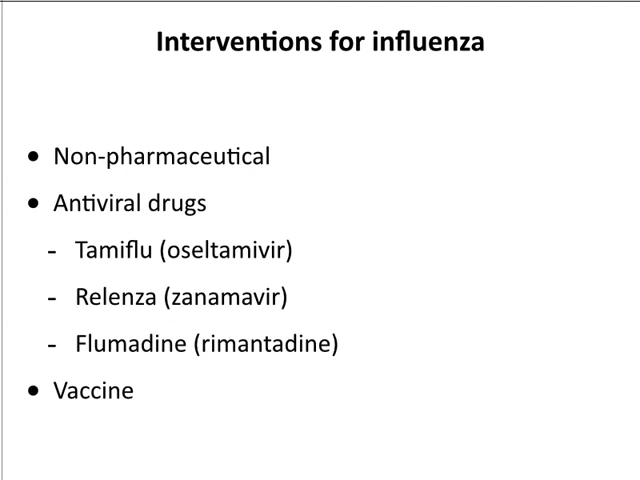 Interventions for influenza
• Non-pharmaceutical
• Antiviral drugs
- Tamiflu (oseltamivir)
- Relenza (zanamavir)
- Flumadine (rimantadine)
• Vaccine